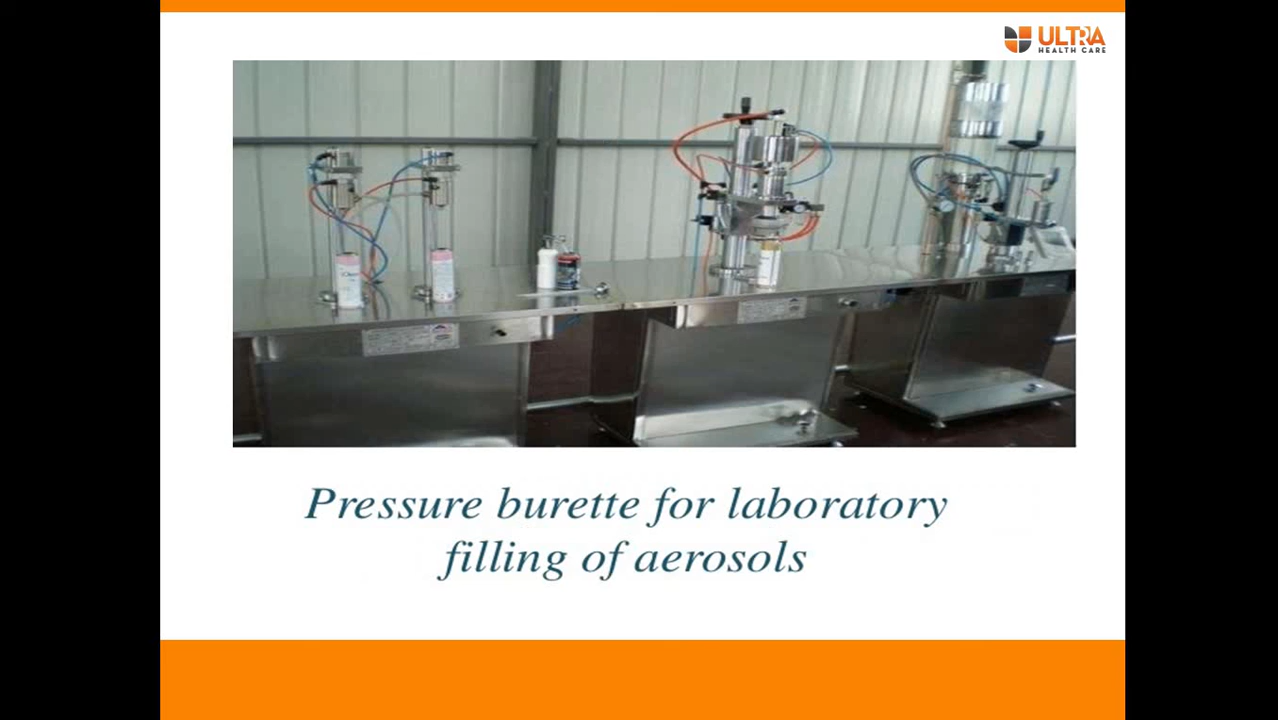 ULTRA
HEALTH CARE
Pressure burette for laboratory
filling of aerosols